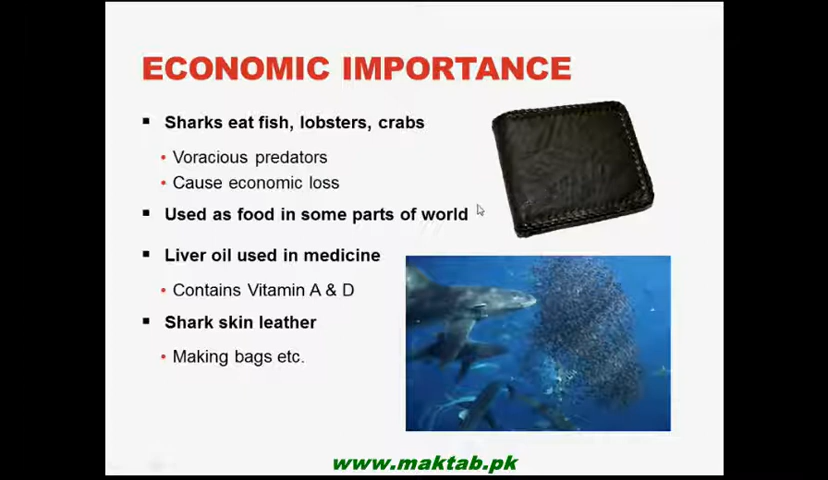 ECONOMIC IMPORTANCE
Sharks eat fish, lobsters, crabs
Voracious predators
Cause economic loss
Used as food in some parts of world
Liver oil used in medicine
Contains Vitamin A & D
Shark skin leather
Making bags etc.
www.maktab.pk